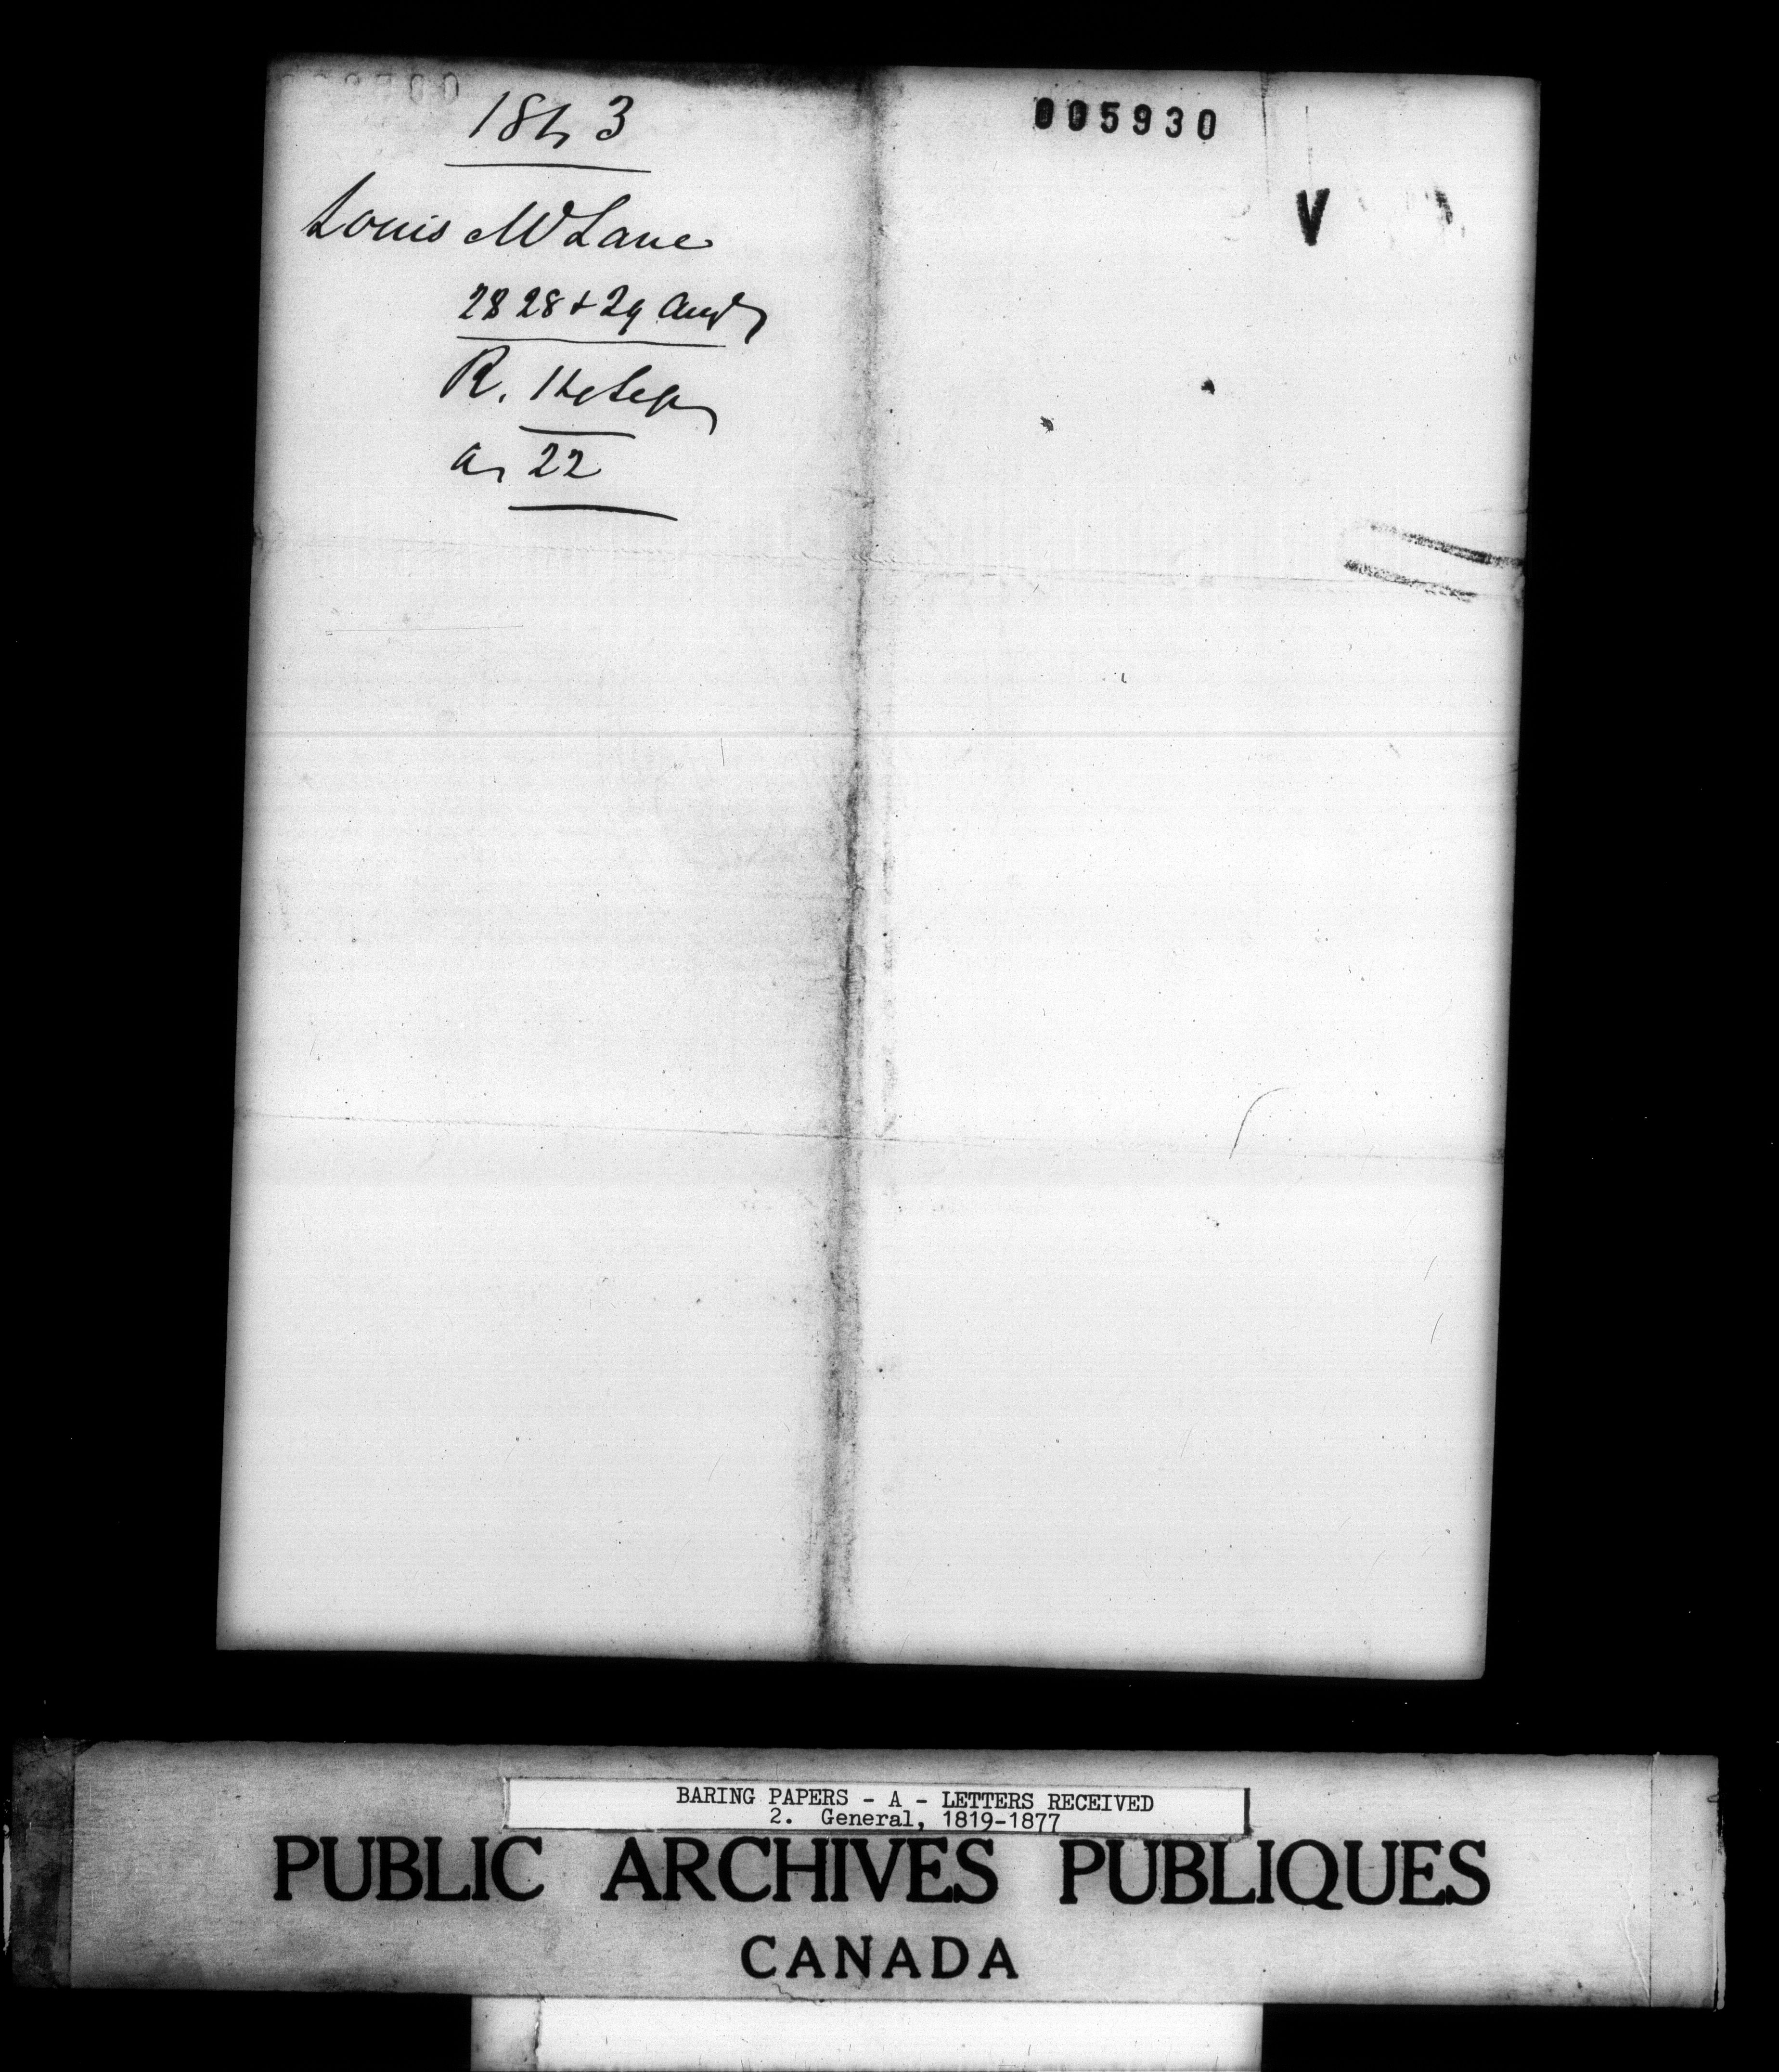 1843
Louis McLane
28 28 & 29 Aug
R. 14 Sep
a, 22
005930
V
BARING PAPERS - A - LETTERS RECEIVED
2. General, 1819-1877
PUBLIC ARCHIVES PUBLIQUES
CANADA